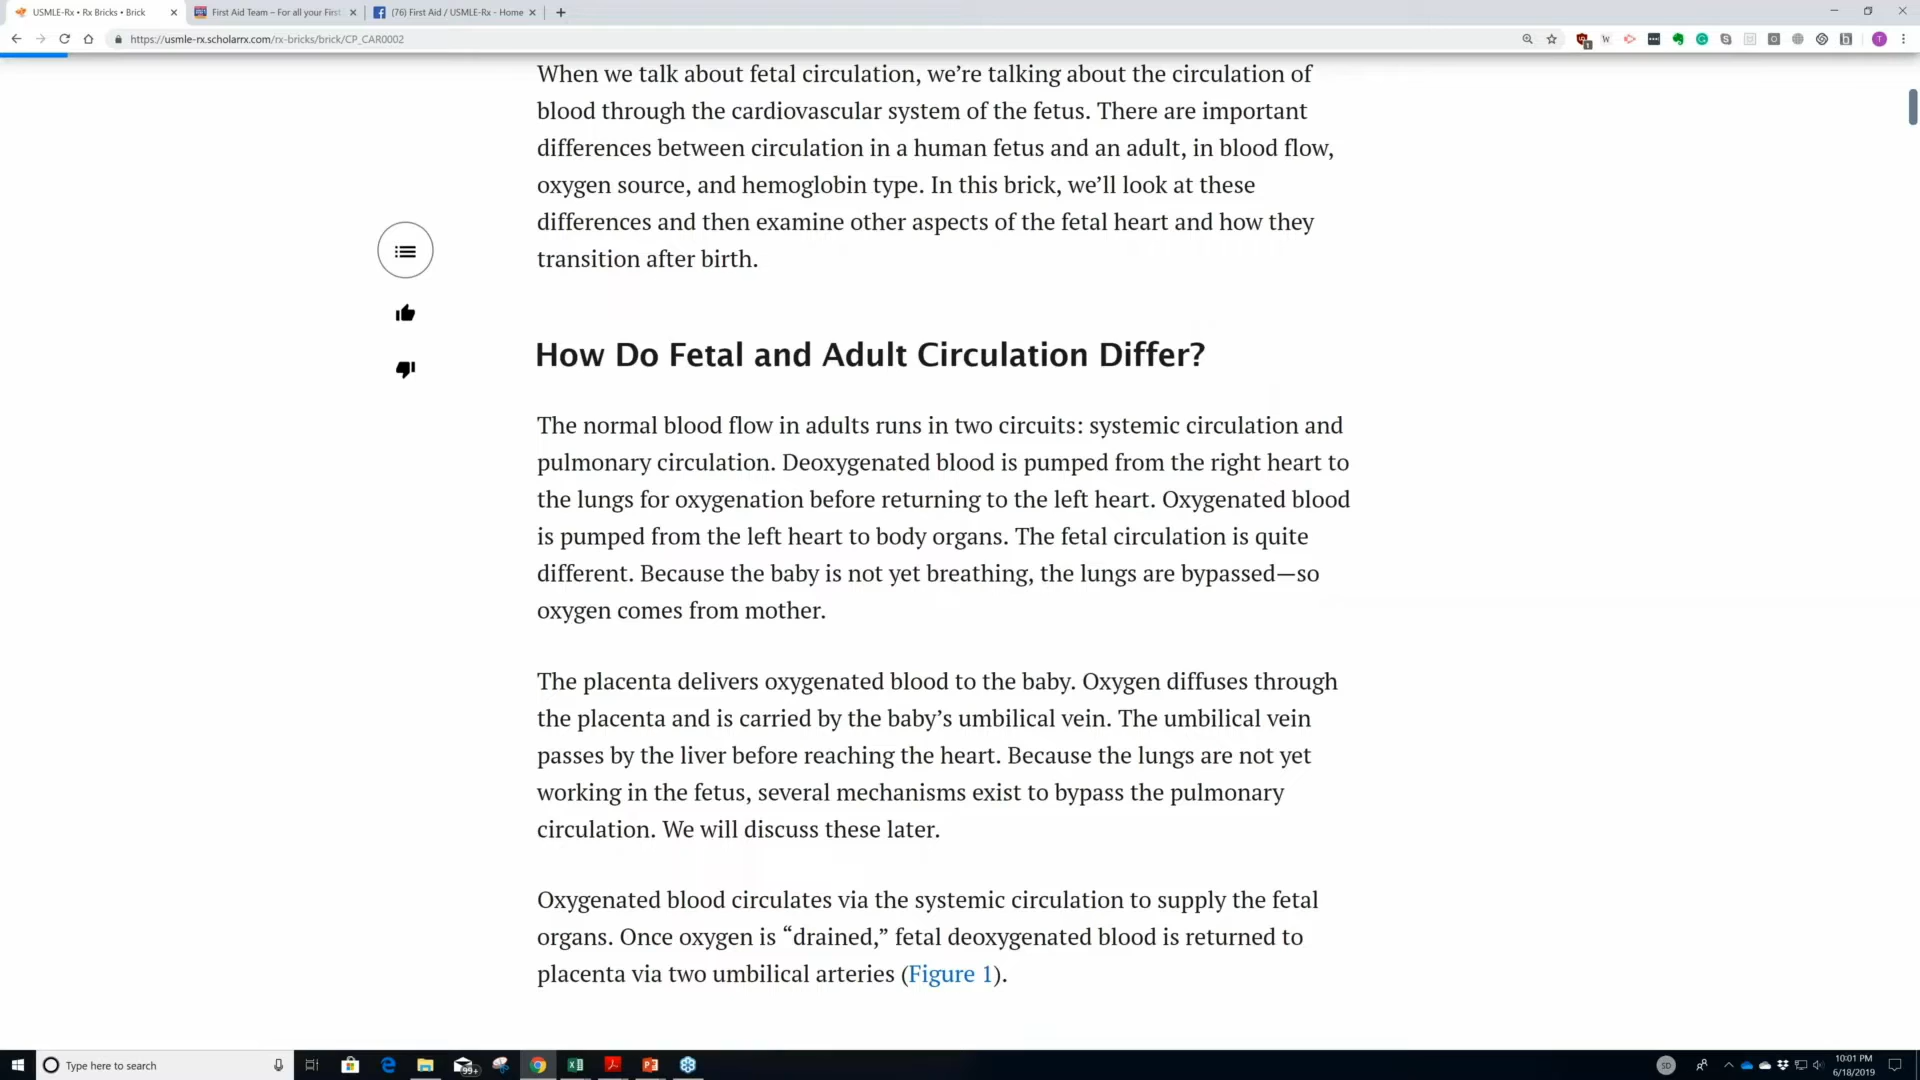 USMLE-Rx • Rx Bricks • Brick
First Aid Team – For all your First
(76) First Aid / USMLE-Rx - Home
https://usmle-rx.scholarrx.com/rx-bricks/brick/CP_CAR0002
When we talk about fetal circulation, we’re talking about the circulation of
blood through the cardiovascular system of the fetus. There are important
differences between circulation in a human fetus and an adult, in blood flow,
oxygen source, and hemoglobin type. In this brick, we’ll look at these
differences and then examine other aspects of the fetal heart and how they
transition after birth.
How Do Fetal and Adult Circulation Differ?
The normal blood flow in adults runs in two circuits: systemic circulation and
pulmonary circulation. Deoxygenated blood is pumped from the right heart to
the lungs for oxygenation before returning to the left heart. Oxygenated blood
is pumped from the left heart to body organs. The fetal circulation is quite
different. Because the baby is not yet breathing, the lungs are bypassed—so
oxygen comes from mother.
The placenta delivers oxygenated blood to the baby. Oxygen diffuses through
the placenta and is carried by the baby’s umbilical vein. The umbilical vein
passes by the liver before reaching the heart. Because the lungs are not yet
working in the fetus, several mechanisms exist to bypass the pulmonary
circulation. We will discuss these later.
Oxygenated blood circulates via the systemic circulation to supply the fetal
organs. Once oxygen is “drained,” fetal deoxygenated blood is returned to
placenta via two umbilical arteries (Figure 1).
Type here to search
99+
SD
10:01 PM
6/18/2019